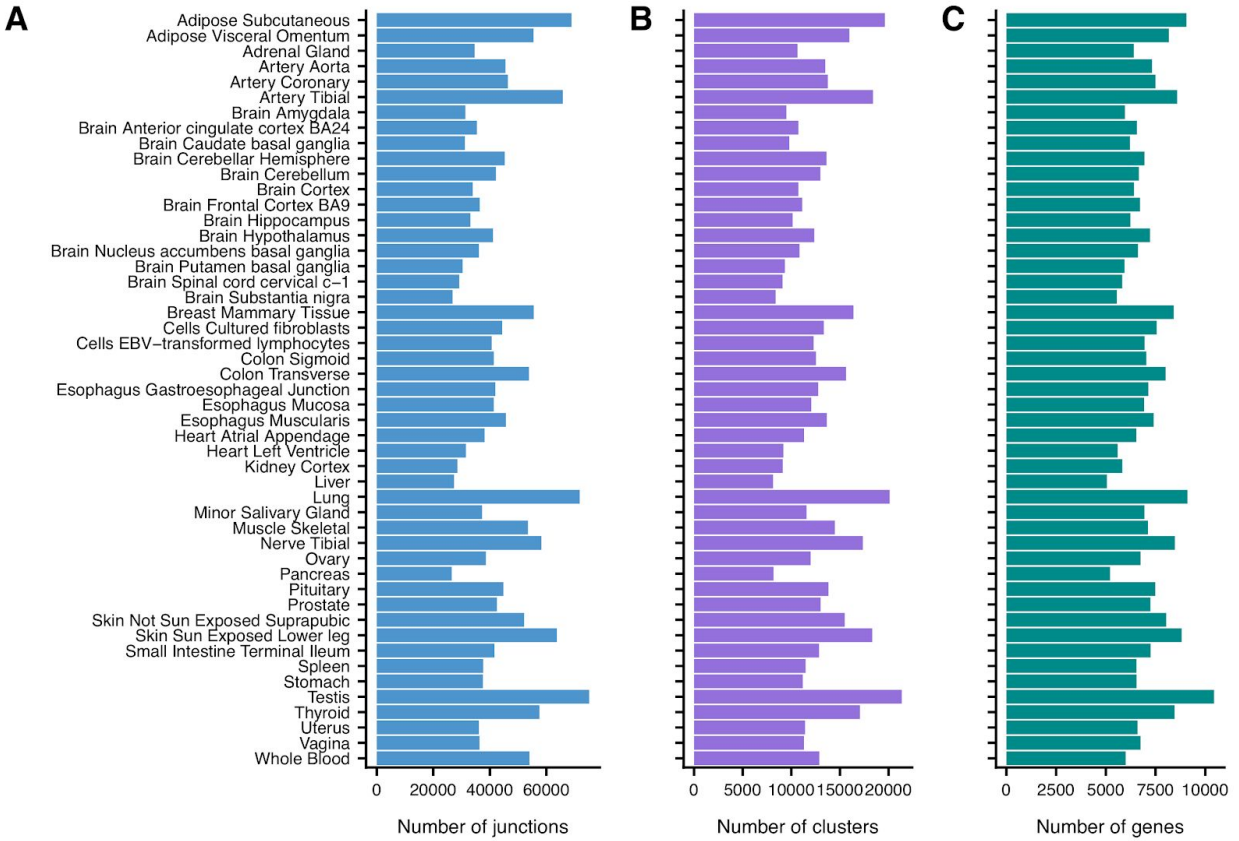 A
B
C
Adipose Subcutaneous
Adipose Visceral Omentum
Adrenal Gland
Artery Aorta
Artery Coronary
Artery Tibial
Brain Amygdala
Brain Anterior cingulate cortex BA24
Brain Caudate basal ganglia
Brain Cerebellar Hemisphere
Brain Cerebellum
Brain Cortex
Brain Frontal Cortex BA9
Brain Hippocampus
Brain Hypothalamus
Brain Nucleus accumbens basal ganglia
Brain Putamen basal ganglia
Brain Spinal cord cervical c−1
Brain Substantia nigra
Breast Mammary Tissue
Cells Cultured fibroblasts
Cells EBV−transformed lymphocytes
Colon Sigmoid
Colon Transverse
Esophagus Gastroesophageal Junction
Esophagus Mucosa
Esophagus Muscularis
Heart Atrial Appendage
Heart Left Ventricle
Kidney Cortex
Liver
Lung
Minor Salivary Gland
Muscle Skeletal
Nerve Tibial
Ovary
Pancreas
Pituitary
Prostate
Skin Not Sun Exposed Suprapubic
Skin Sun Exposed Lower leg
Small Intestine Terminal Ileum
Spleen
Stomach
Testis
Thyroid
Uterus
Vagina
Whole Blood
0 20000 40000 60000
Number of junctions
0 5000 10000 15000 20000
Number of clusters
0 2500 5000 7500 10000
Number of genes